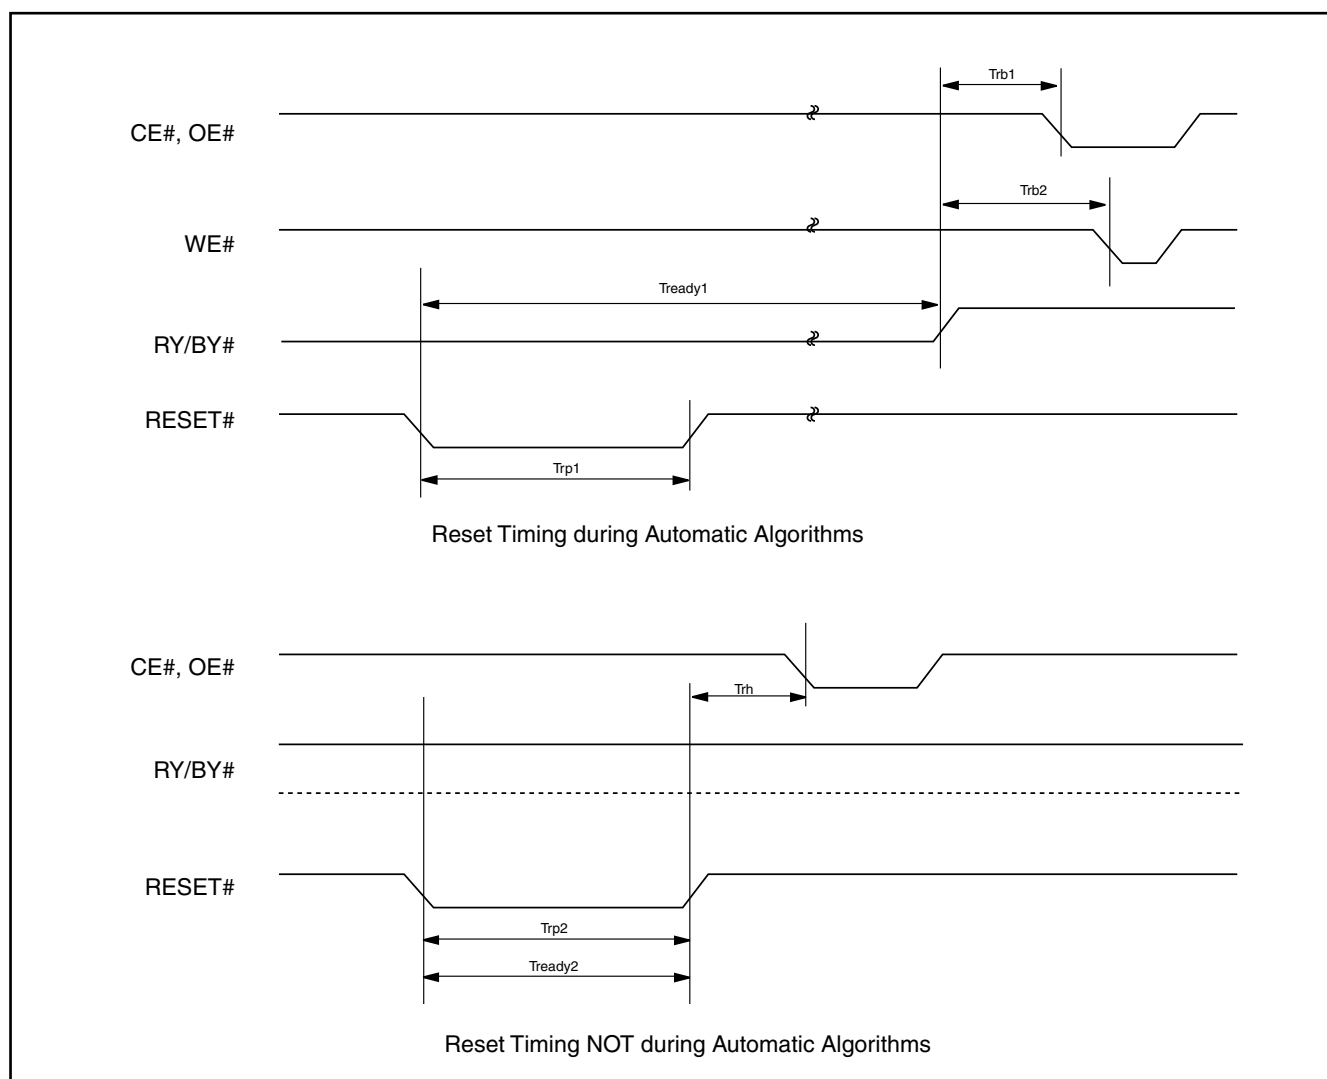 Trb1
CE#, OE#
Trb2
WE#
Tready1
RY/BY#
RESET#
Trp1
Reset Timing during Automatic Algorithms
CE#, OE#
Trh
RY/BY#
RESET#
Trp2
Tready2
Reset Timing NOT during Automatic Algorithms